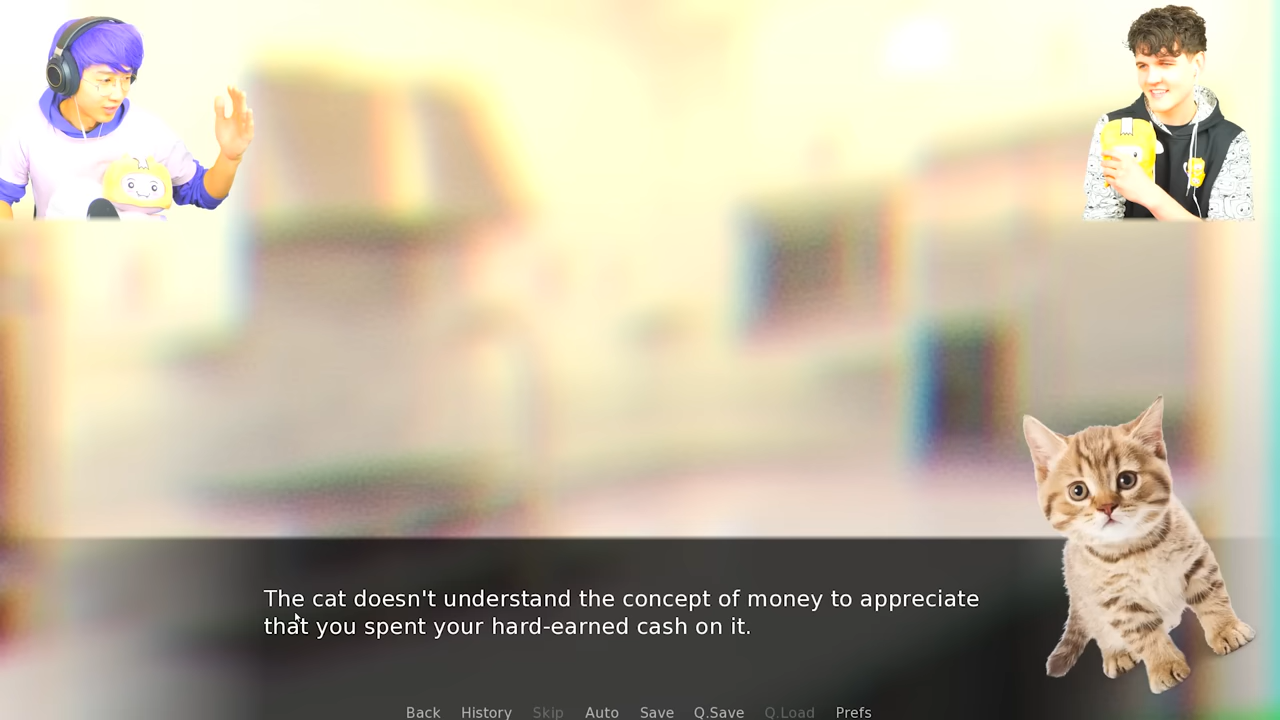 The cat doesn't understand the concept of money to appreciate
that you spent your hard-earned cash on it.
Back History Skip Auto Save Q.Save Q.Load Prefs